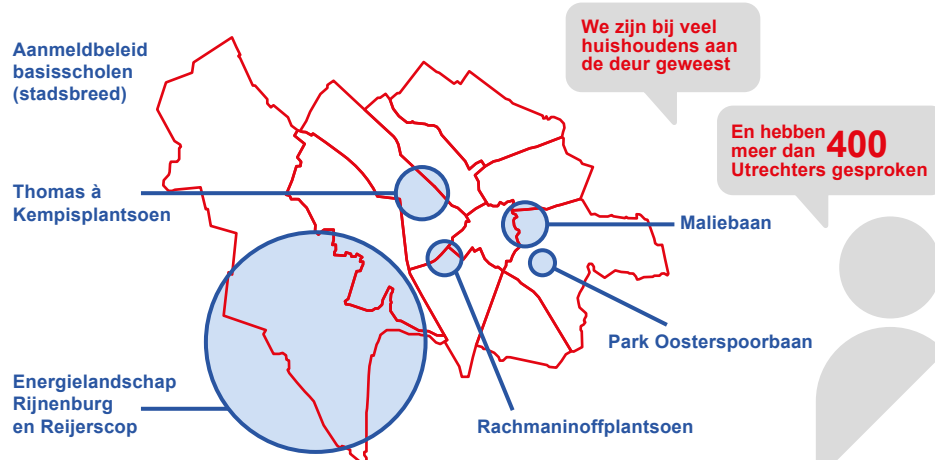 Aanmeldbeleid
basisscholen
(stadsbreed)
We zijn bij veel
huishoudens aan
de deur geweest
En hebben
meer dan 400
Utrechters gesproken
Thomas à
Kempisplantsoen
Maliebaan
Park Oosterspoorbaan
Energielandschap
Rijnenburg
en Reijerscop
Rachmaninoffplantsoen